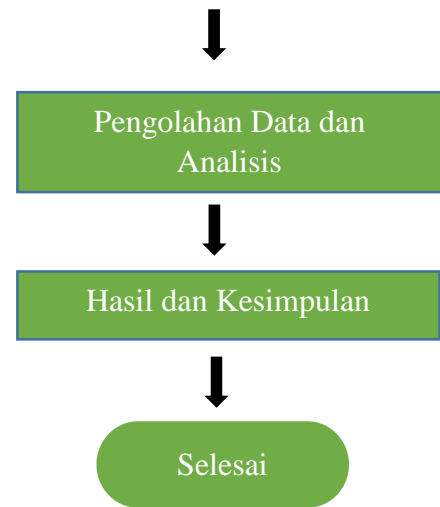 Pengolahan Data dan
Analisis
Hasil dan Kesimpulan
Selesai